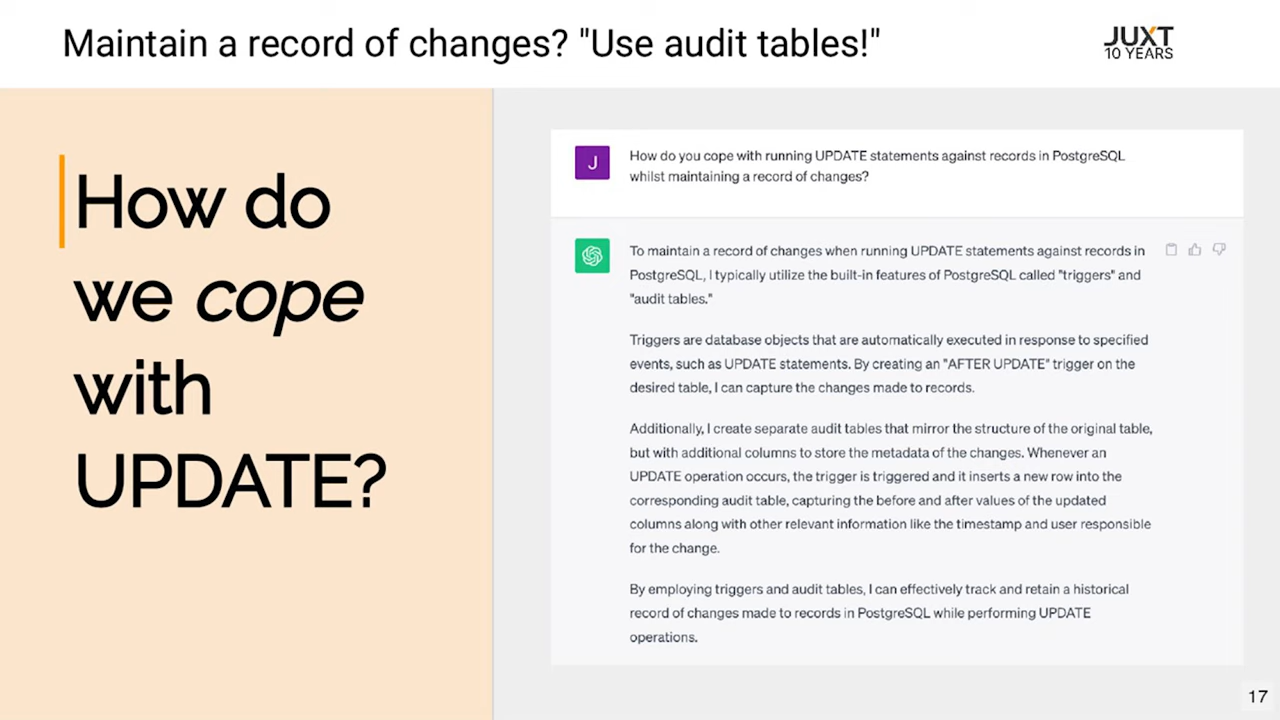 Maintain a record of changes? "Use audit tables!"
JUXT
10 YEARS
How do
we cope
with
UPDATE?
J
How do you cope with running UPDATE statements against records in PostgreSQL
whilst maintaining a record of changes?
To maintain a record of changes when running UPDATE statements against records in
PostgreSQL, I typically utilize the built-in features of PostgreSQL called "triggers" and
"audit tables."
Triggers are database objects that are automatically executed in response to specified
events, such as UPDATE statements. By creating an "AFTER UPDATE" trigger on the
desired table, I can capture the changes made to records.
Additionally, I create separate audit tables that mirror the structure of the original table,
but with additional columns to store the metadata of the changes. Whenever an
UPDATE operation occurs, the trigger is triggered and it inserts a new row into the
corresponding audit table, capturing the before and after values of the updated
columns along with other relevant information like the timestamp and user responsible
for the change.
By employing triggers and audit tables, I can effectively track and retain a historical
record of changes made to records in PostgreSQL while performing UPDATE
operations.
17